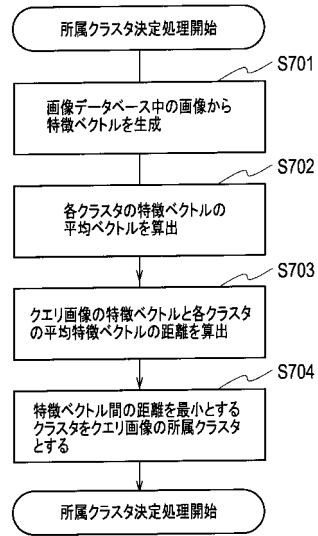 所属クラスタ決定処理開始
S701
画像データベース中の画像から
特徴ベクトルを生成
S702
各クラスタの特徴ベクトルの
平均ベクトルを算出
S703
クエリ画像の特徴ベクトルと各クラスタ
の平均特徴ベクトルの距離を算出
S704
特徴ベクトル間の距離を最小とする
クラスタをクエリ画像の所属クラスタ
とする
所属クラスタ決定処理開始